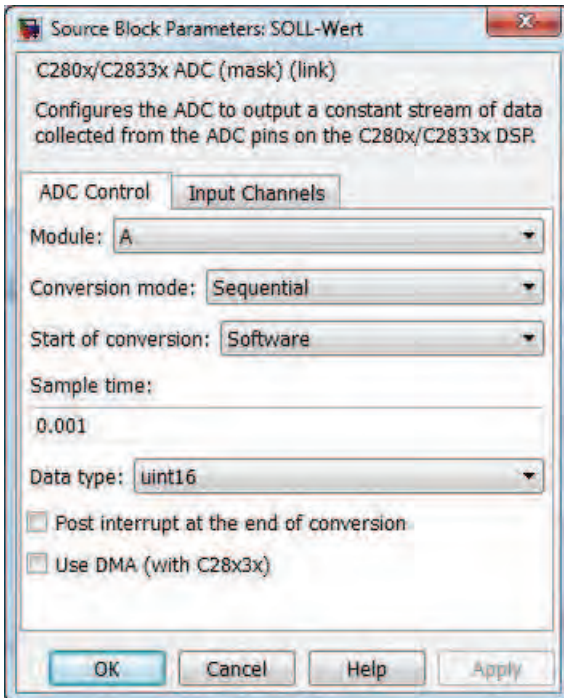 Source Block Parameters: SOLL-Wert
C280x/C2833x ADC (mask) (link)
Configures the ADC to output a constant stream of data
collected from the ADC pins on the C280x/C2833x DSP.
ADC Control Input Channels
Module: A
Conversion mode: Sequential
Start of conversion: Software
Sample time:
0.001
Data type: uint16
Post interrupt at the end of conversion
Use DMA (with C28x3x)
OK Cancel Help Apply